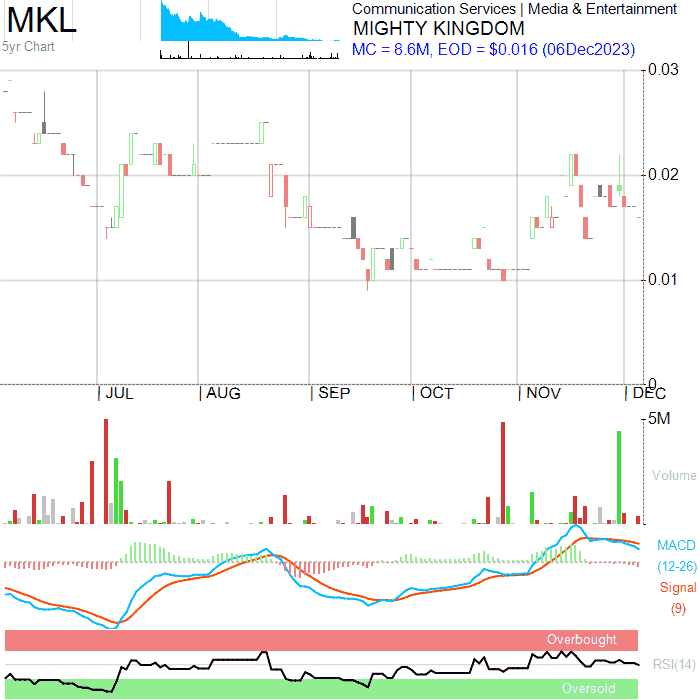 MKL
5yr Chart
Communication Services | Media & Entertainment
MIGHTY KINGDOM
MC = 8.6M, EOD = $0.016 (06Dec2023)
0.03
0.02
0.01
0
| JUL | AUG | SEP | OCT | NOV | DEC
5M
Volume
MACD
(12-26)
Signal
(9)
Overbought
RSI(14)
Oversold